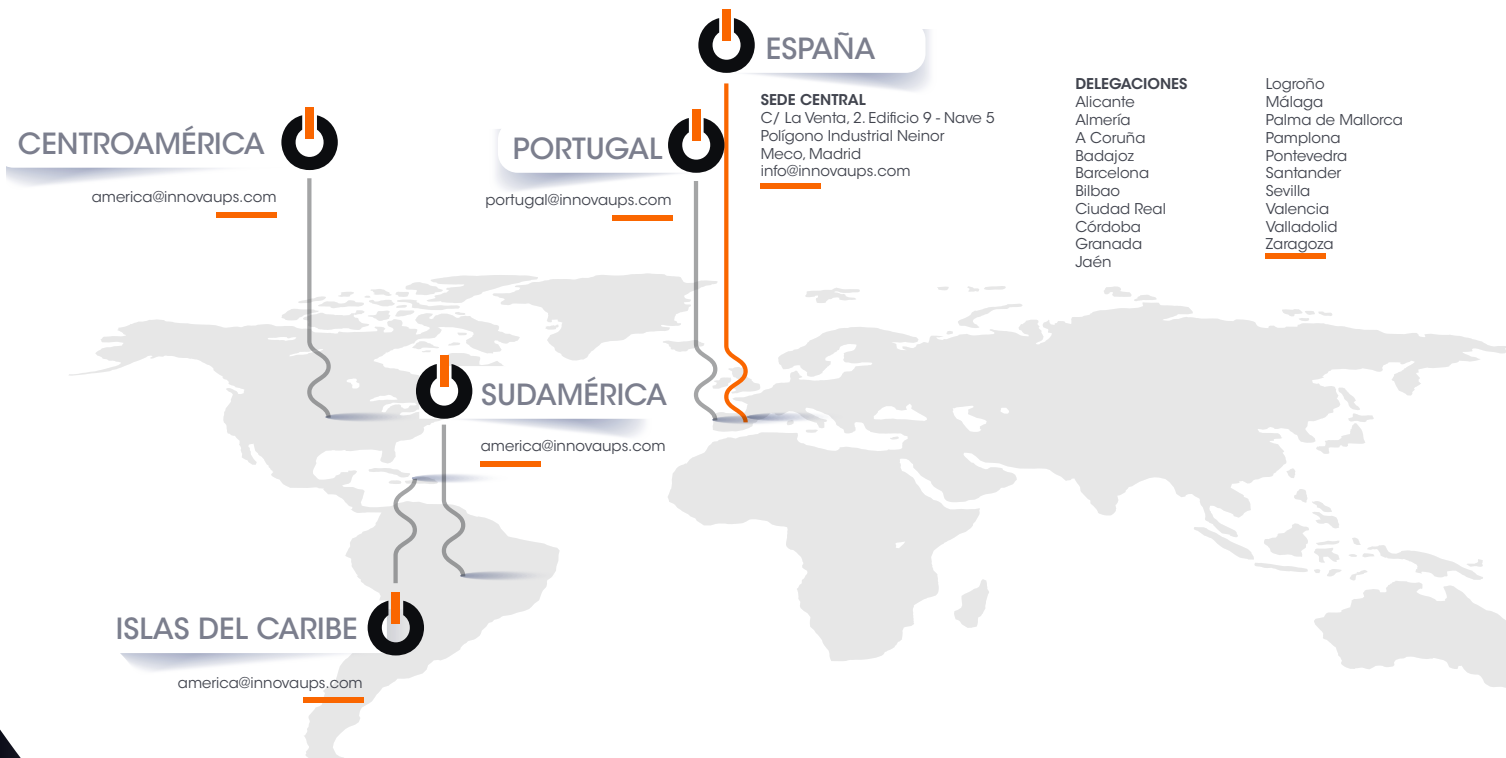 ESPAÑA
SEDE CENTRAL
C/ La Venta, 2. Edificio 9 - Nave 5
Polígono Industrial Neinor
Meco, Madrid
info@innovaups.com
DELEGACIONES
Alicante
Almería
A Coruña
Badajoz
Barcelona
Bilbao
Ciudad Real
Córdoba
Granada
Jaén
Logroño
Málaga
Palma de Mallorca
Pamplona
Pontevedra
Santander
Sevilla
Valencia
Valladolid
Zaragoza
CENTROAMÉRICA
america@innovaups.com
PORTUGAL
portugal@innovaups.com
SUDAMÉRICA
america@innovaups.com
ISLAS DEL CARIBE
america@innovaups.com